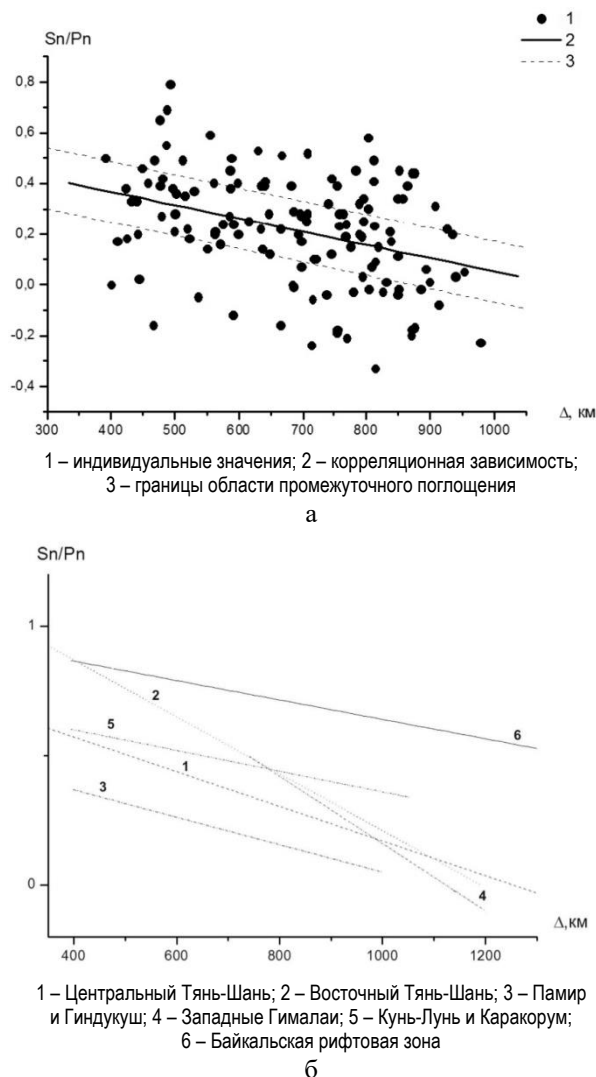 Sn/Pn
1
2
3
0,8
0,6
0,4
0,2
0,0
-0,2
-0,4
300 400 500 600 700 800 900 1000 Δ, км
1 – индивидуальные значения; 2 – корреляционная зависимость;
3 – границы области промежуточного поглощения
а
Sn/Pn
1
2
6
5
1
3
0
4
Δ,км
400 600 800 1000 1200
1 – Центральный Тянь-Шань; 2 – Восточный Тянь-Шань; 3 – Памир
и Гиндукуш; 4 – Западные Гималаи; 5 – Кунь-Лунь и Каракорум;
6 – Байкальская рифтовая зона
б